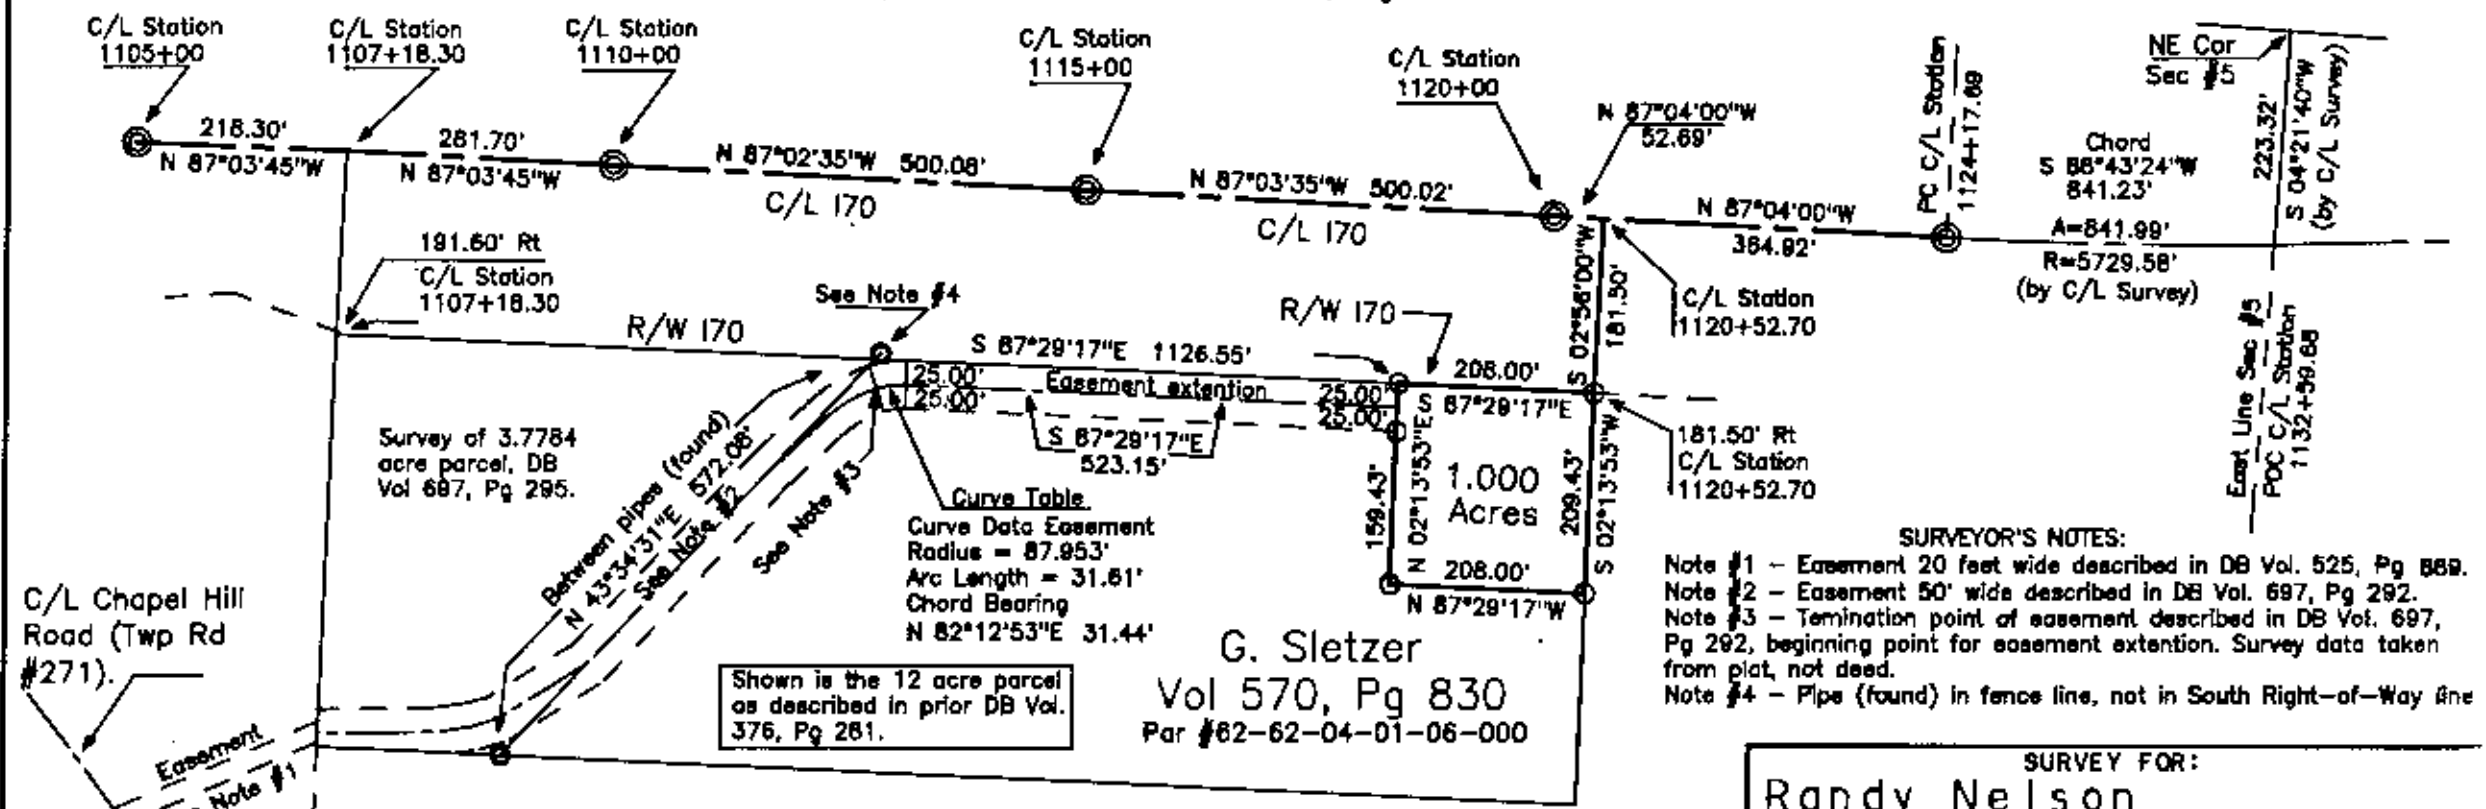 C/L Station
1105+00
C/L Station
1107+18.30
C/L Station
1110+00
C/L Station
1115+00
C/L Station
1120+00
N 87°04'00"W
52.69'
PC C/L Station
1124+17.69
NE Cor
Sec #5
223.32'
S 04°21'40"W
(by C/L Survey)
218.30'
N 87°03'45"W
281.70'
N 87°03'45"W
N 87°02'35"W 500.08'
C/L I70
N 87°03'35"W 500.02'
C/L I70
N 87°04'00"W
364.92'
Chord
S 88°43'24"W
841.23'
A=841.99'
R=5729.58'
(by C/L Survey)
191.60' Rt
C/L Station
1107+18.30
See Note #4
R/W I70
R/W I70
S 02°56'00"W
181.50'
C/L Station
1120+52.70
East Line Sec #5
POC C/L Station
1132+59.68
S 87°29'17"E 1126.55'
25.00'
25.00'
Easement extention
25.00'
25.00'
208.00'
S 87°29'17"E
S 87°29'17"E
523.15'
181.50' Rt
C/L Station
1120+52.70
Survey of 3.7784
acre parcel, DB
Vol 697, Pg 295.
Between pipes (found)
N 43°34'31"E 572.08'
See Note #2
See Note #3
Curve Table
Curve Data Easement
Radius = 87.953'
Arc Length = 31.61'
Chord Bearing
N 82°12'53"E 31.44'
159.43'
N 02°13'53"E
1.000
Acres
209.43'
S 02°13'53"W
208.00'
N 87°29'17"W
C/L Chapel Hill
Road (Twp Rd
#271).
Easement
Note #1
Shown is the 12 acre parcel
as described in prior DB Vol.
376, Pg 261.
G. Sletzer
Vol 570, Pg 830
Par #62-62-04-01-06-000
SURVEYOR'S NOTES:
Note #1 - Easement 20 feet wide described in DB Vol. 525, Pg 889.
Note #2 - Easement 50' wide described in DB Vol. 697, Pg 292.
Note #3 - Temination point of easement described in DB Vol. 697,
Pg 292, beginning point for easement extention. Survey data taken
from plat, not deed.
Note #4 - Pipe (found) in fence line, not in South Right-of-Way line
SURVEY FOR:
Randy Nelson